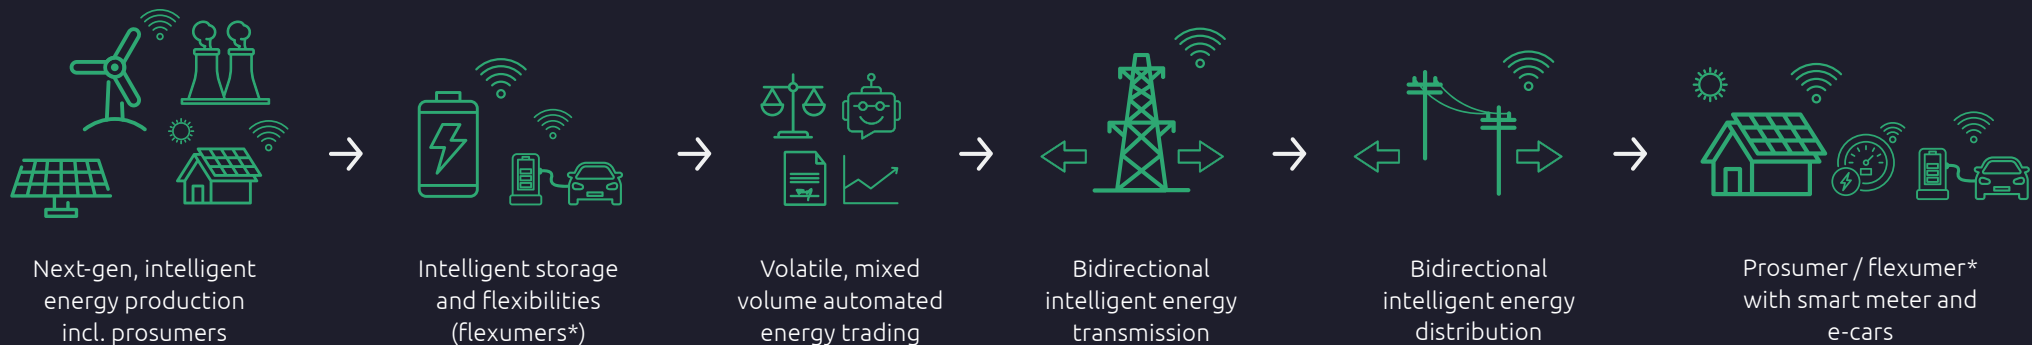 Next-gen, intelligent
energy production
incl. prosumers
Intelligent storage
and flexibilities
(flexumers*)
Volatile, mixed
volume automated
energy trading
Bidirectional
intelligent energy
transmission
Bidirectional
intelligent energy
distribution
Prosumer / flexumer*
with smart meter and
e-cars